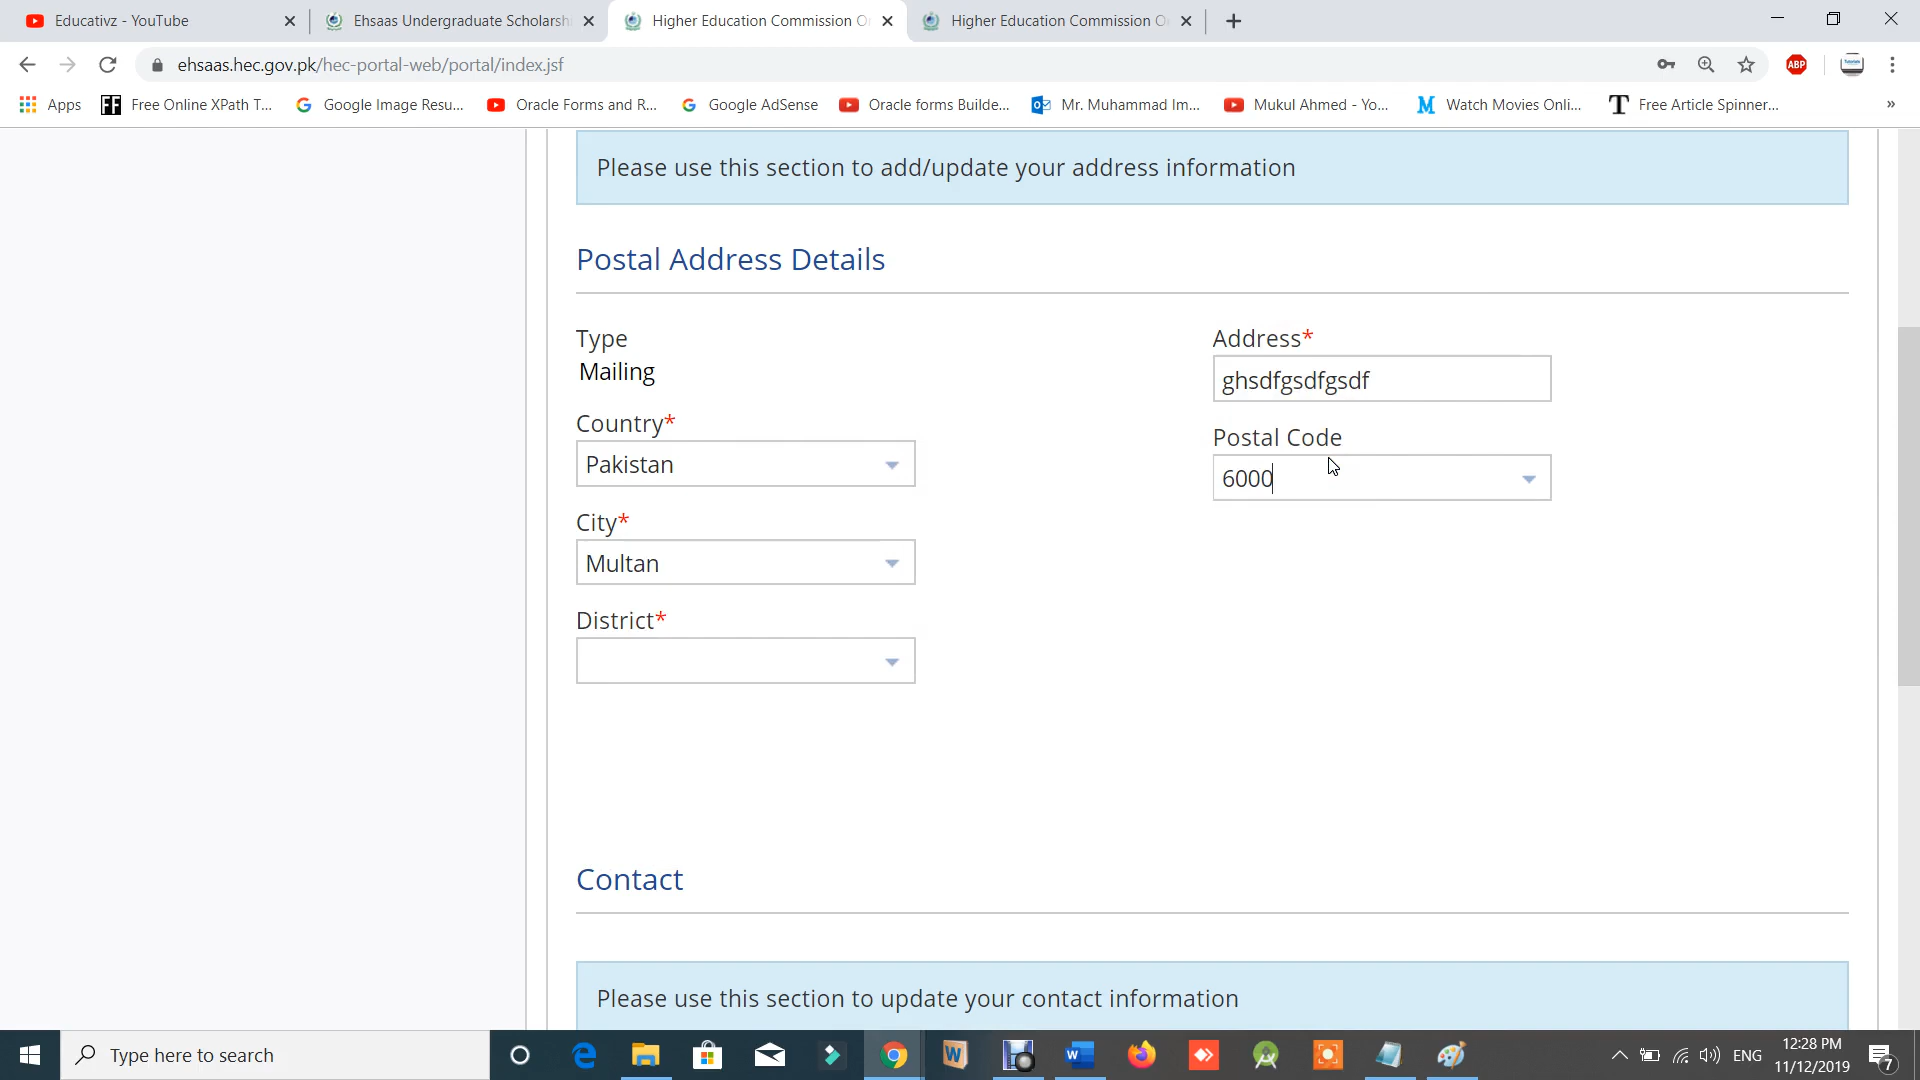 Educativz - YouTube
Ehsaas Undergraduate Scholarsh
Higher Education Commission O
Higher Education Commission O
ehsaas.hec.gov.pk/hec-portal-web/portal/index.jsf
ABP
Apps
FF Free Online XPath T...
Google Image Resu...
Oracle Forms and R...
Google AdSense
Oracle forms Builde...
Mr. Muhammad Im...
Mukul Ahmed - Yo...
M Watch Movies Onli...
T Free Article Spinner...
»
Please use this section to add/update your address information
Postal Address Details
Type
Mailing
Address*
ghsdfgsdfgsdf
Country*
Pakistan
Postal Code
6000
City*
Multan
District*
Contact
Please use this section to update your contact information
Type here to search
ENG
12:28 PM
11/12/2019
7